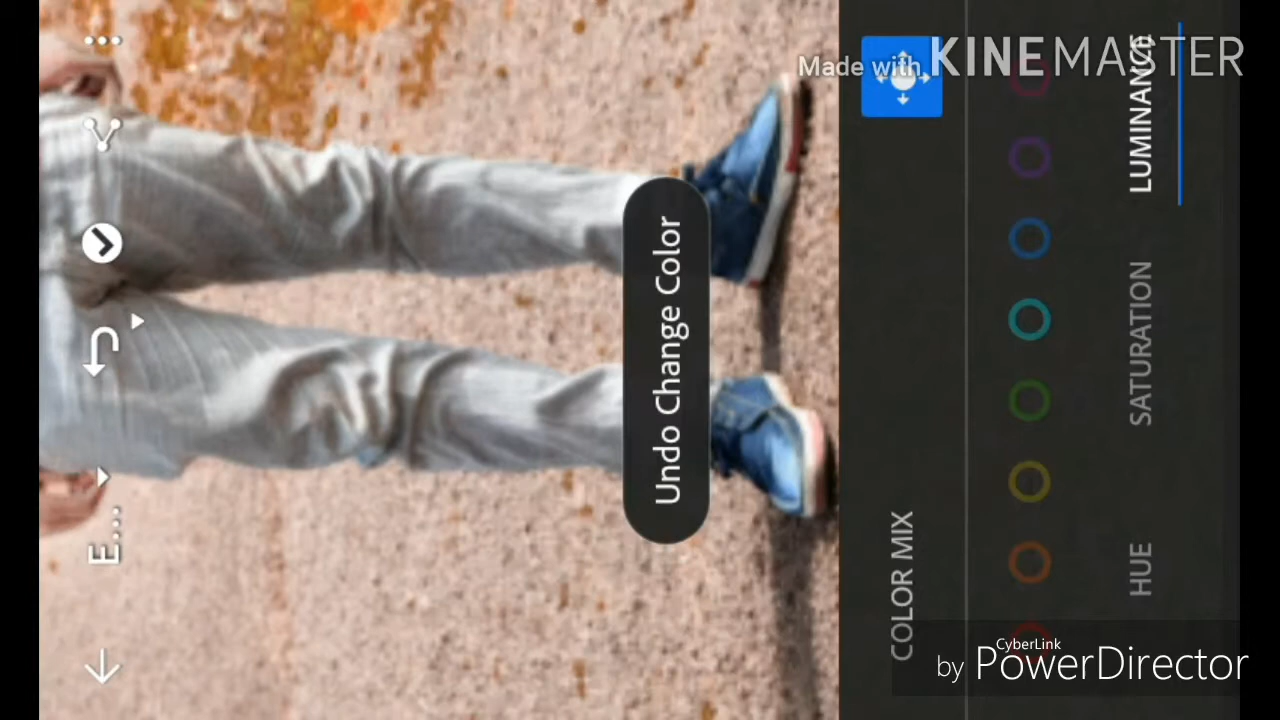 Made with KINEMASTER
E...
Undo Change Color
COLOR MIX
HUE
SATURATION
LUMINANCE
CyberLink
by PowerDirector